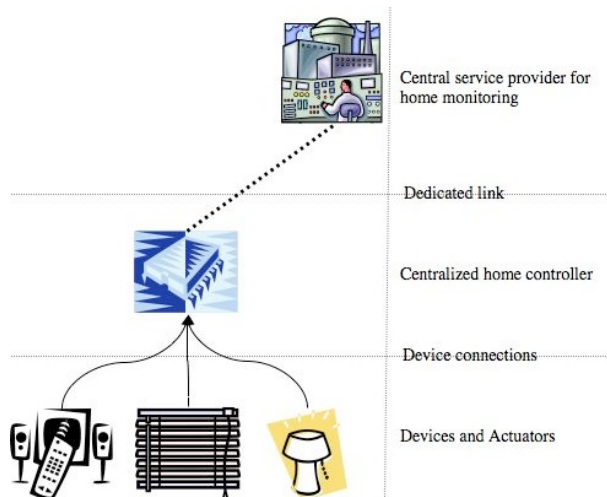 Central service provider for
home monitoring
Dedicated link
Centralized home controller
Device connections
Devices and Actuators